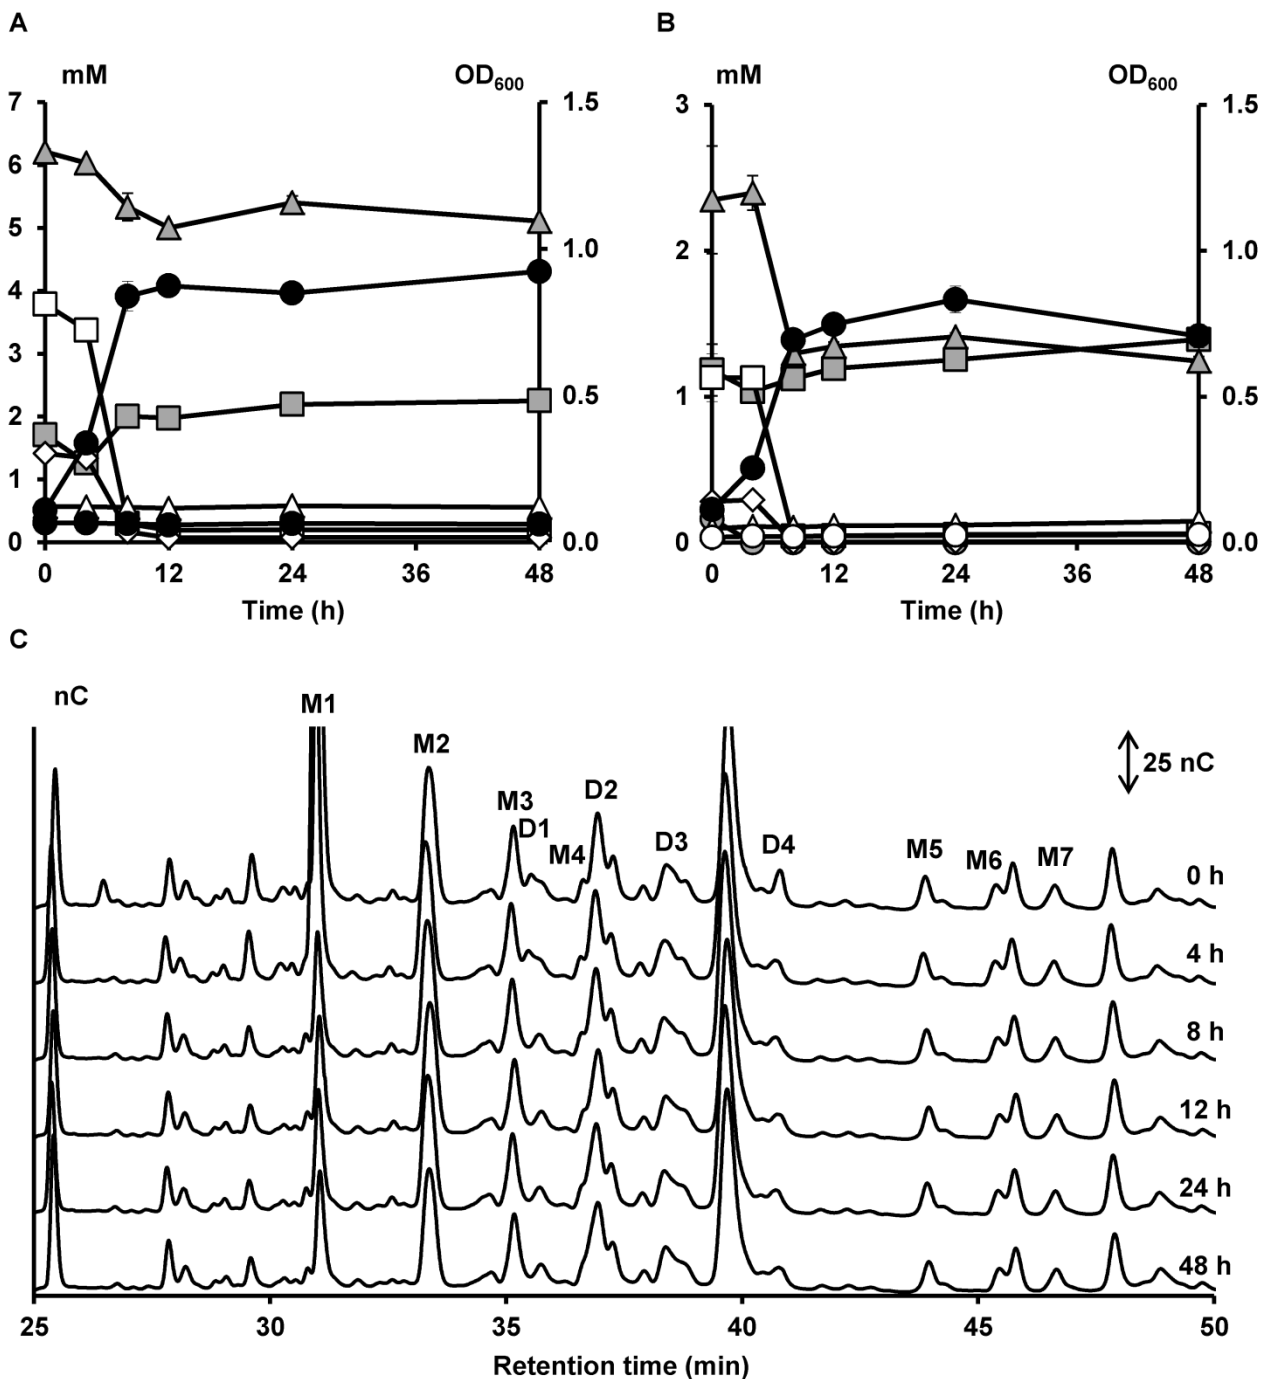 A
B
mM
OD600
mM
OD600
7
6
5
4
3
2
1
0
1.5
1.0
0.5
0.0
3
2
1
0
1.5
1.0
0.5
0.0
0 12 24 36 48
0 12 24 36 48
Time (h)
Time (h)
C
nC
M1
M2
M3
D1
M4
D2
D3
D4
M5
M6
M7
25 nC
0 h
4 h
8 h
12 h
24 h
48 h
25 30 35 40 45 50
Retention time (min)